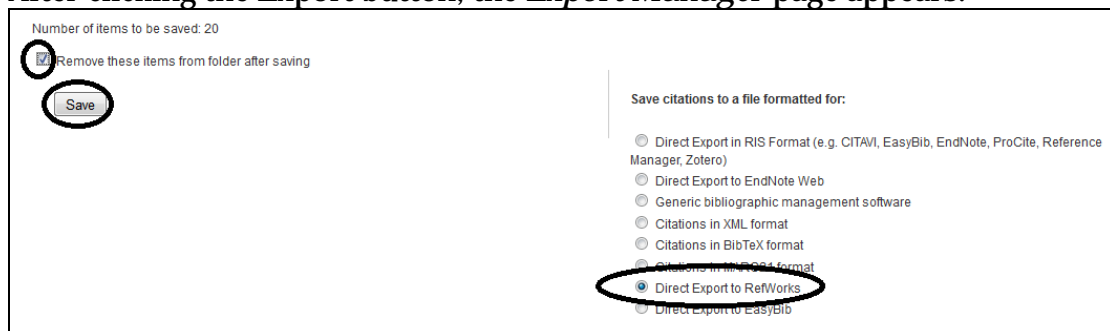 After clicking the Export button, the Export Manager page appears.
Number of items to be saved: 20
Remove these items from folder after saving
Save
Save citations to a file formatted for:
Direct Export in RIS Format (e.g. CITAVI, EasyBib, EndNote, ProCite, Reference
Manager, Zotero)
Direct Export to EndNote Web
Generic bibliographic management software
Citations in XML format
Citations in BibTeX format
Citations in MARC21 format
Direct Export to RefWorks
Direct Export to EasyBib